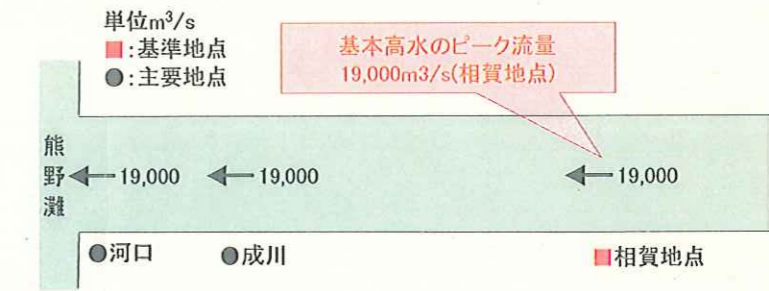 単位m³/s
■:基準地点
●:主要地点
基本高水のピーク流量
19,000m3/s(相賀地点)
熊野灘
19,000
19,000
19,000
●河口
●成川
■相賀地点